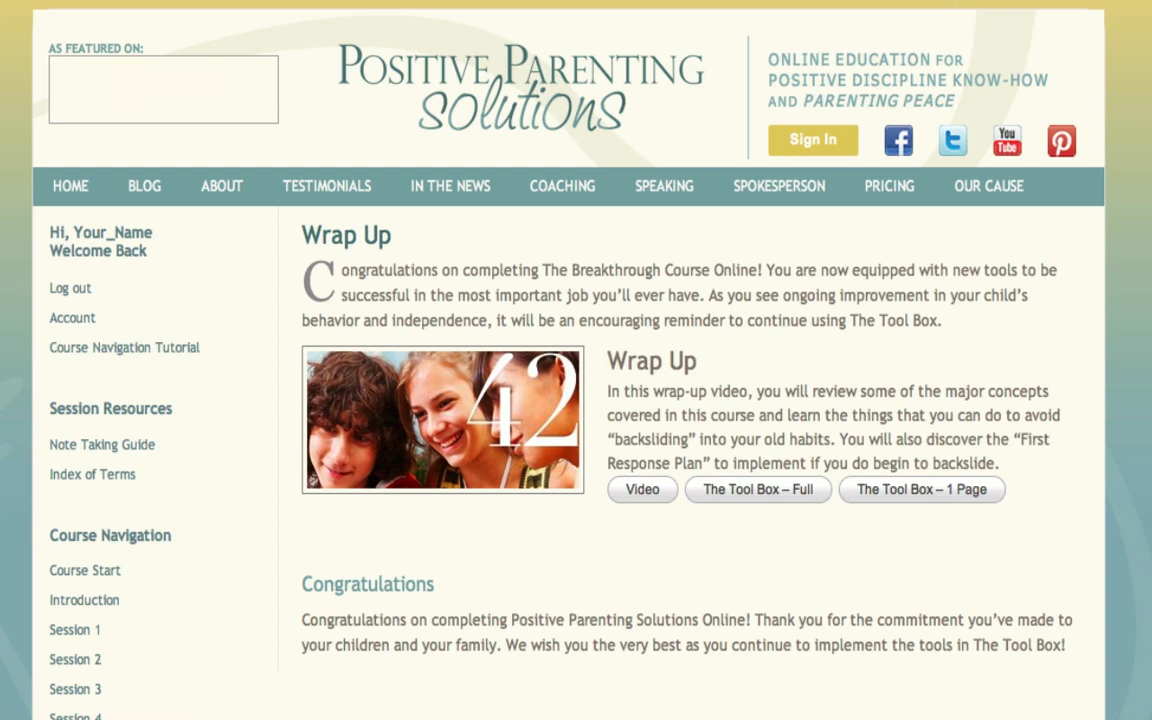 AS FEATURED ON:
POSITIVE PARENTING
solutions
ONLINE EDUCATION FOR
POSITIVE DISCIPLINE KNOW-HOW
AND PARENTING PEACE
Sign In
You
Tube
HOME BLOG ABOUT TESTIMONIALS IN THE NEWS COACHING SPEAKING SPOKESPERSON PRICING OUR CAUSE
Hi, Your_Name
Welcome Back
Log out
Account
Course Navigation Tutorial
Session Resources
Note Taking Guide
Index of Terms
Course Navigation
Course Start
Introduction
Session 1
Session 2
Session 3
Session 4
Wrap Up
Congratulations on completing The Breakthrough Course Online! You are now equipped with new tools to be
successful in the most important job you’ll ever have. As you see ongoing improvement in your child’s
behavior and independence, it will be an encouraging reminder to continue using The Tool Box.
42
Wrap Up
In this wrap-up video, you will review some of the major concepts
covered in this course and learn the things that you can do to avoid
“backsliding” into your old habits. You will also discover the “First
Response Plan” to implement if you do begin to backslide.
Video The Tool Box – Full The Tool Box – 1 Page
Congratulations
Congratulations on completing Positive Parenting Solutions Online! Thank you for the commitment you’ve made to
your children and your family. We wish you the very best as you continue to implement the tools in The Tool Box!